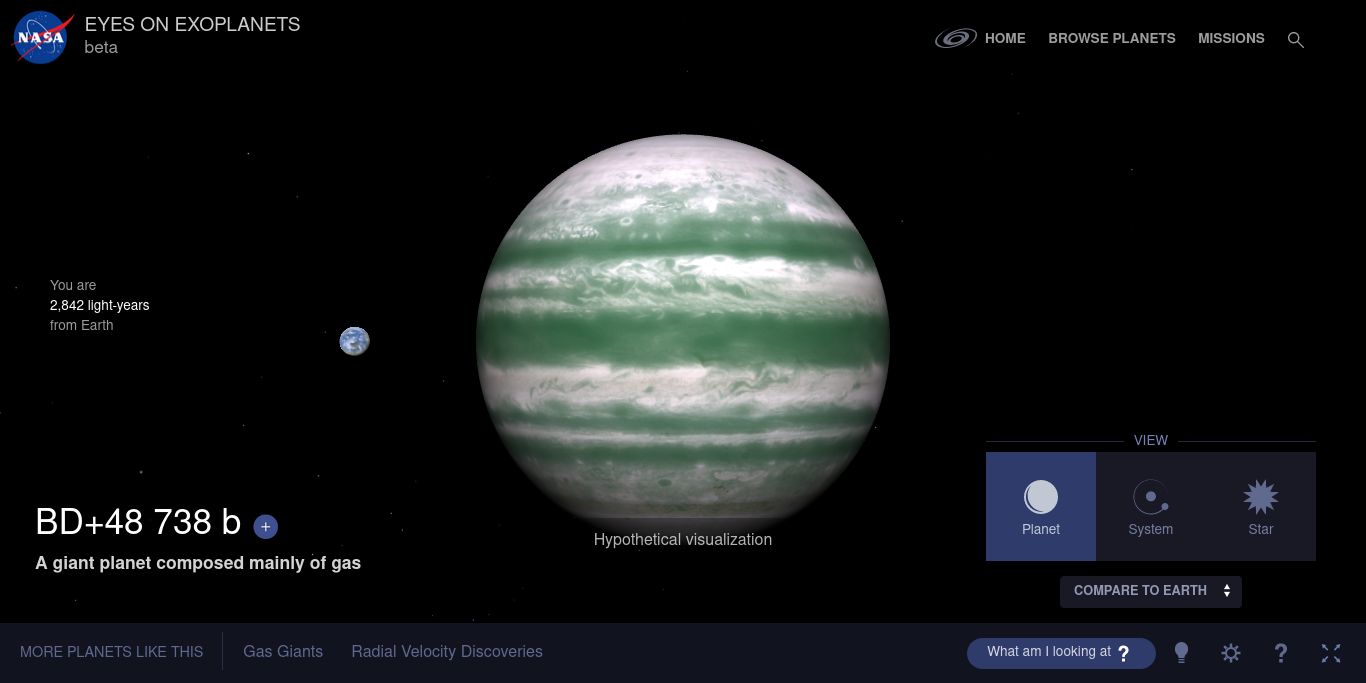 NASA
EYES ON EXOPLANETS
beta
HOME
BROWSE PLANETS
MISSIONS
You are
2,842 light-years
from Earth
BD+48 738 b +
A giant planet composed mainly of gas
Hypothetical visualization
VIEW
Planet
System
Star
COMPARE TO EARTH
MORE PLANETS LIKE THIS
Gas Giants
Radial Velocity Discoveries
What am I looking at ?
?